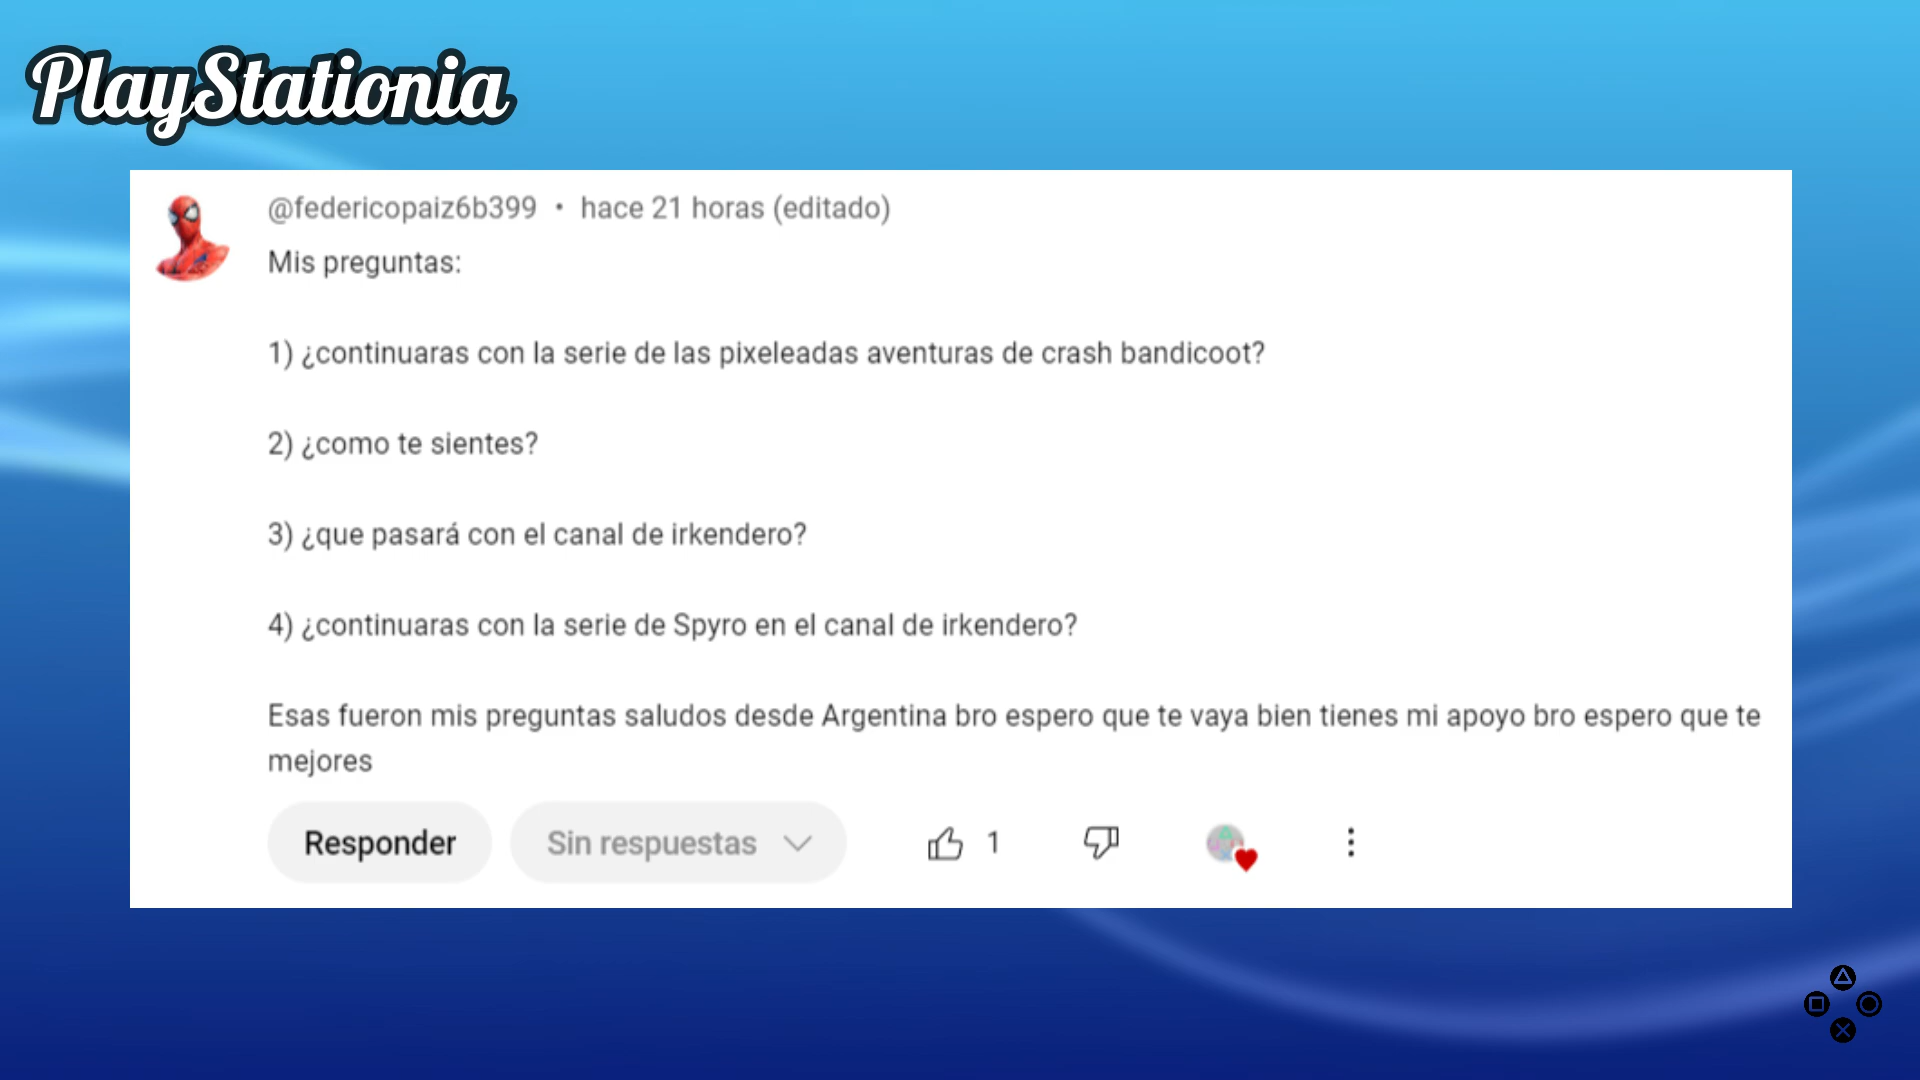 PlayStationia
@federicopaiz6b399 • hace 21 horas (editado)
Mis preguntas:
1) ¿continuaras con la serie de las pixeleadas aventuras de crash bandicoot?
2) ¿como te sientes?
3) ¿que pasará con el canal de irkendero?
4) ¿continuaras con la serie de Spyro en el canal de irkendero?
Esas fueron mis preguntas saludos desde Argentina bro espero que te vaya bien tienes mi apoyo bro espero que te
mejores
Responder Sin respuestas 1